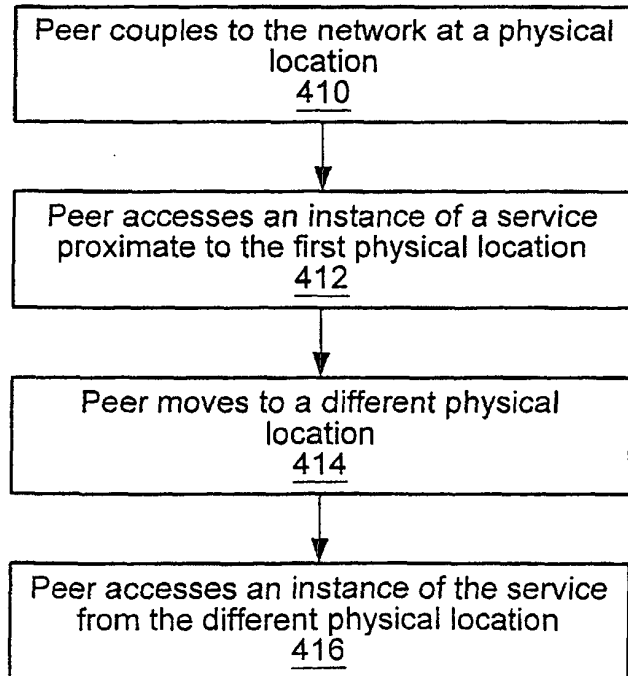 Peer couples to the network at a physical
location
410
Peer accesses an instance of a service
proximate to the first physical location
412
Peer moves to a different physical
location
414
Peer accesses an instance of the service
from the different physical location
416